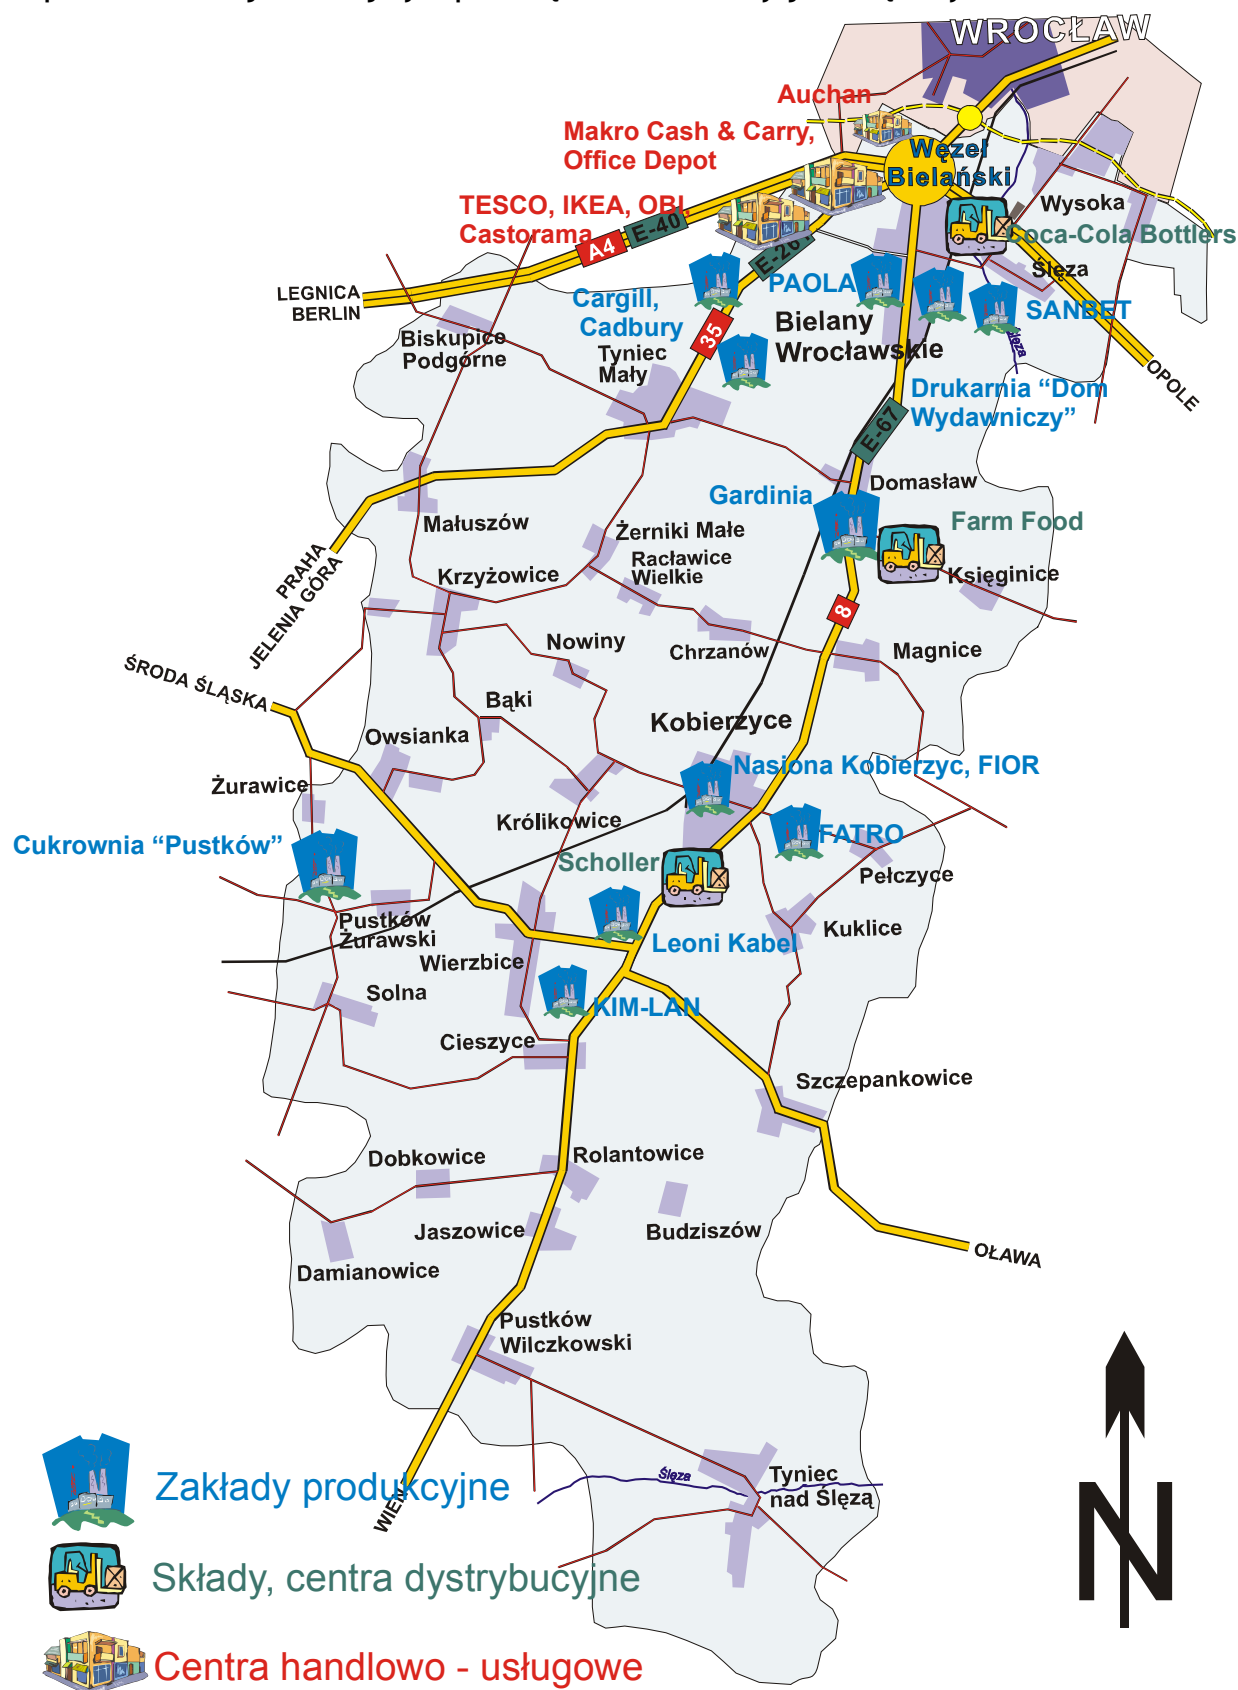 WROCŁAW
Auchan
Makro Cash & Carry,
Office Depot
Węzeł
Bielański
TESCO, IKEA, OBI,
Castorama
A4
E-40
E-26
Wysoka
Coca-Cola Bottlers
Ślęza
LEGNICA
BERLIN
Cargill,
Cadbury
PAOLA
SANBET
Ślęza
Bielany
Wrocławskie
35
Biskupice
Podgórne
Tyniec
Mały
OPOLE
Drukarnia “Dom
Wydawniczy”
E-67
Domasław
Gardinia
Farm Food
Małuszów
Żerniki Małe
Racławice
Wielkie
PRAHA
JELENIA GÓRA
Krzyżowice
Księginice
8
Nowiny
Chrzanów
Magnice
ŚRODA ŚLĄSKA
Bąki
Kobierzyce
Owsianka
Nasiona Kobierzyc, FIOR
Żurawice
Królikowice
Cukrownia “Pustków”
FATRO
Scholler
Pełczyce
Pustków
Żurawski
Kuklice
Leoni Kabel
Wierzbice
Solna
KIM-LAN
Cieszyce
Szczepankowice
Dobkowice
Rolantowice
Jaszowice
Budziszów
OŁAWA
Damianowice
Pustków
Wilczkowski
Ślęza
Tyniec
nad Ślęzą
WIEN
N
Zakłady produkcyjne
Składy, centra dystrybucyjne
Centra handlowo - usługowe